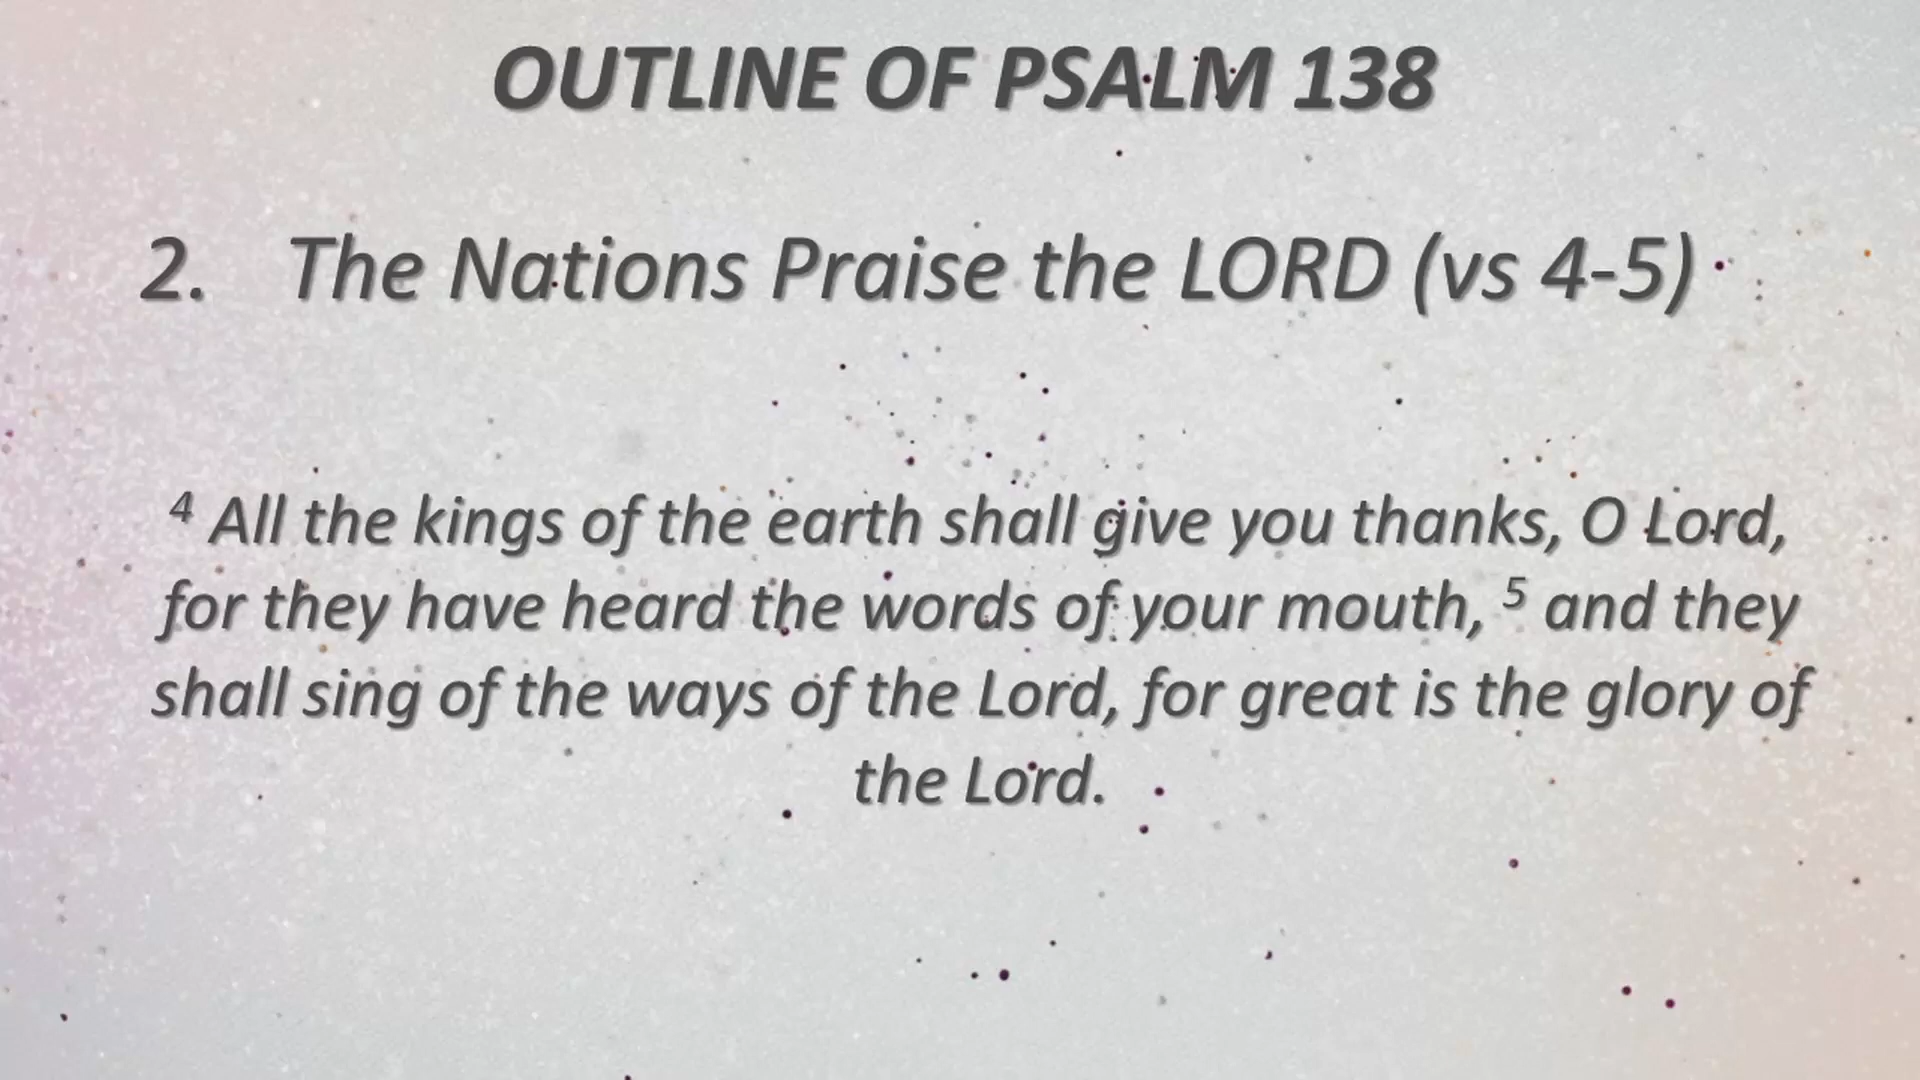 OUTLINE OF PSALM 138
2. The Nations Praise the LORD (vs 4-5)
4 All the kings of the earth shall give you thanks, O Lord,
for they have heard the words of your mouth, 5 and they
shall sing of the ways of the Lord, for great is the glory of
the Lord.